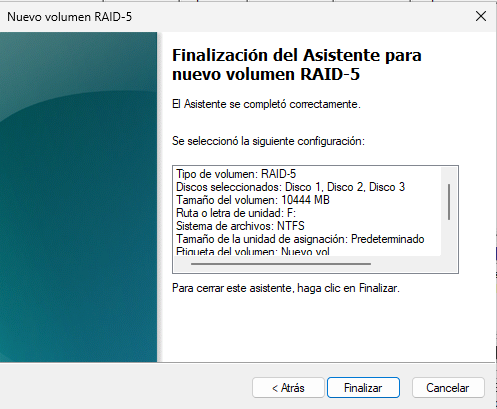 Nuevo volumen RAID-5
Finalización del Asistente para
nuevo volumen RAID-5
El Asistente se completó correctamente.
Se seleccionó la siguiente configuración:
Tipo de volumen: RAID-5
Discos seleccionados: Disco 1, Disco 2, Disco 3
Tamaño del volumen: 10444 MB
Ruta o letra de unidad: F:
Sistema de archivos: NTFS
Tamaño de la unidad de asignación: Predeterminado
Etiqueta del volumen: Nuevo vol
Para cerrar este asistente, haga clic en Finalizar.
< Atrás
Finalizar
Cancelar